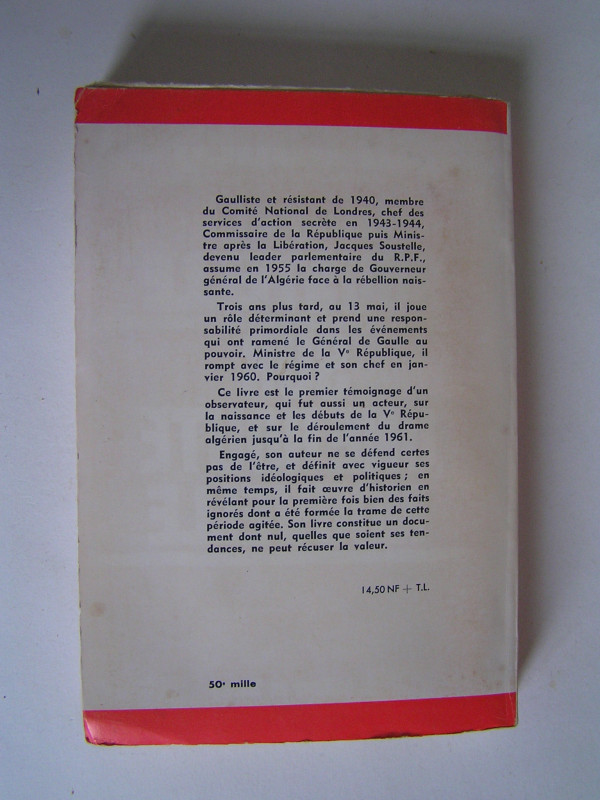 Gaulliste et résistant de 1940, membre
du Comité National de Londres, chef des
services d'action secrète en 1943-1944,
Commissaire de la République puis Minis-
tre après la Libération, Jacques Soustelle,
devenu leader parlementaire du R.P.F.,
assume en 1955 la charge de Gouverneur
général de l'Algérie face à la rébellion nais-
sante.
Trois ans plus tard, au 13 mai, il joue
un rôle déterminant et prend une respon-
sabilité primordiale dans les événements
qui ont ramené le Général de Gaulle au
pouvoir. Ministre de la Ve République, il
rompt avec le régime et son chef en jan-
vier 1960. Pourquoi ?
Ce livre est le premier témoignage d'un
observateur, qui fut aussi un acteur, sur
la naissance et les débuts de la Ve Répu-
blique, et sur le déroulement du drame
algérien jusqu'à la fin de l'année 1961.
Engagé, son auteur ne se défend certes
pas de l'être, et définit avec vigueur ses
positions idéologiques et politiques ; en
même temps, il fait œuvre d'historien en
révélant pour la première fois bien des faits
ignorés dont a été formée la trame de cette
période agitée. Son livre constitue un docu-
ment dont nul, quelles que soient ses ten-
dances, ne peut récuser la valeur.
14,50 NF + T.L.
50e mille